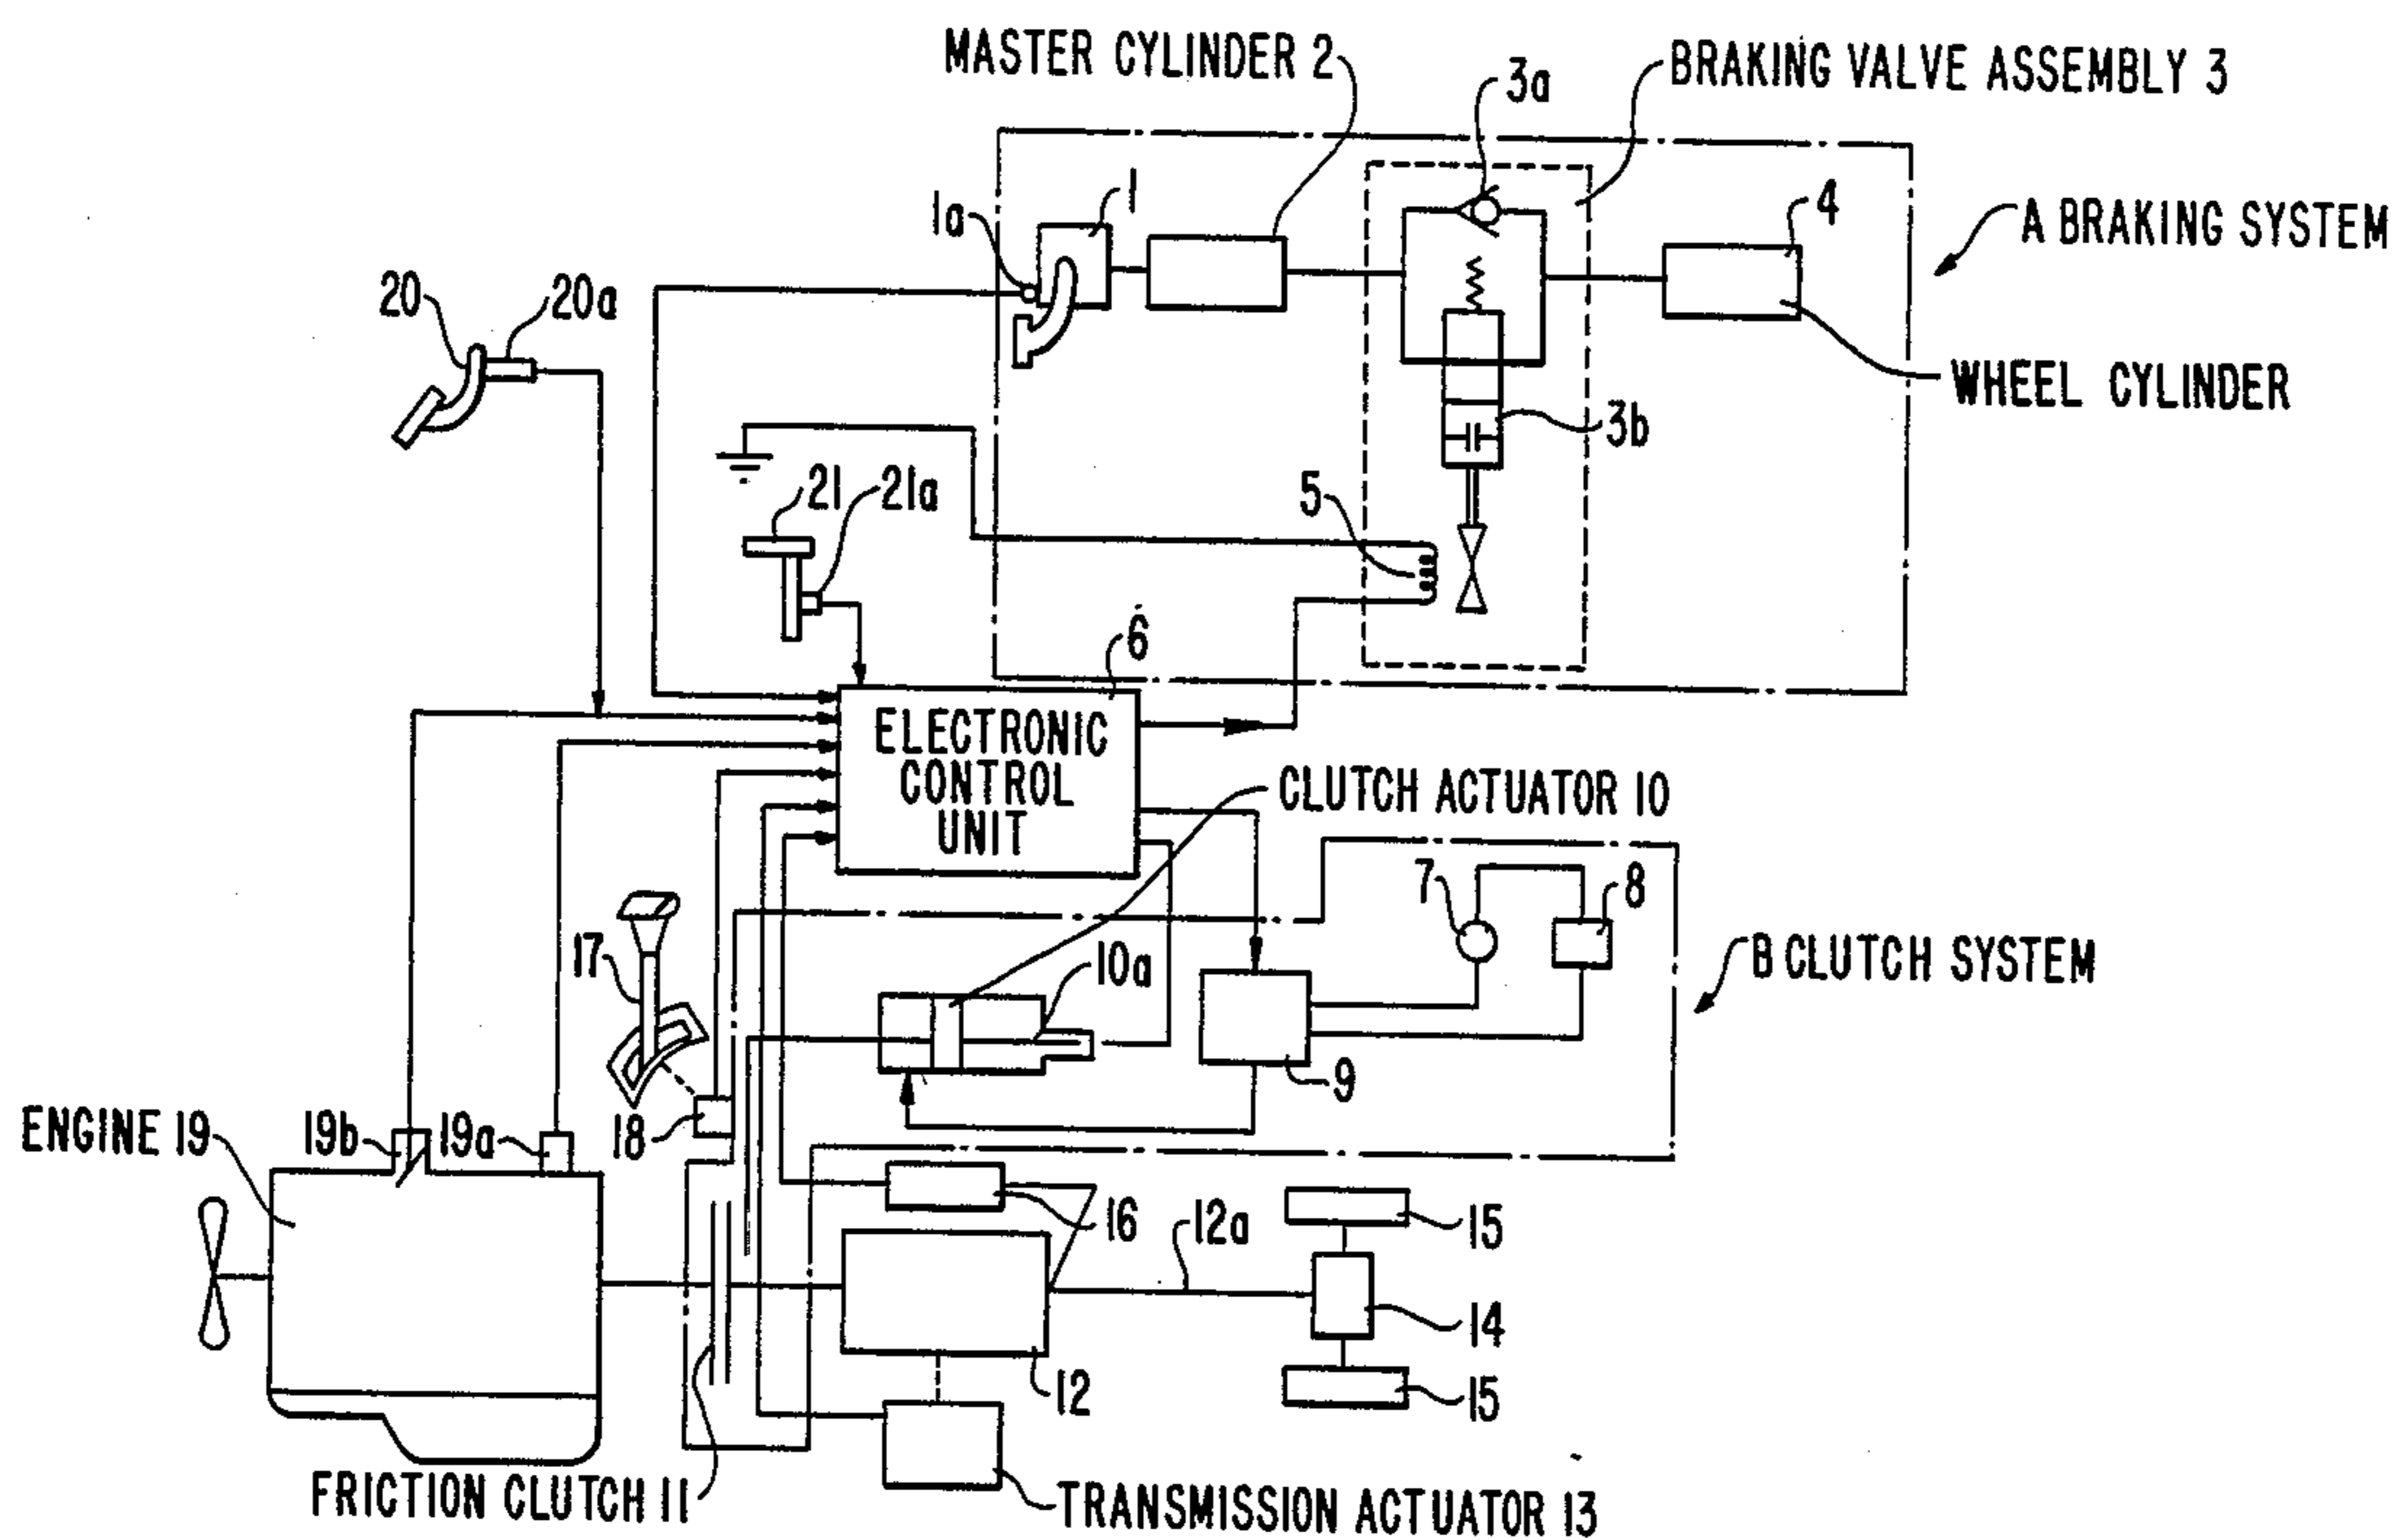 MASTER CYLINDER 2
3a
BRAKING VALVE ASSEMBLY 3
1a
1
4
A BRAKING SYSTEM
20
20a
WHEEL CYLINDER
3b
21
21a
5
6
ELECTRONIC
CONTROL
UNIT
CLUTCH ACTUATOR 10
7
8
17
10a
B CLUTCH SYSTEM
9
ENGINE 19
19b
19a
18
16
12a
15
14
12
15
FRICTION CLUTCH 11
TRANSMISSION ACTUATOR 13